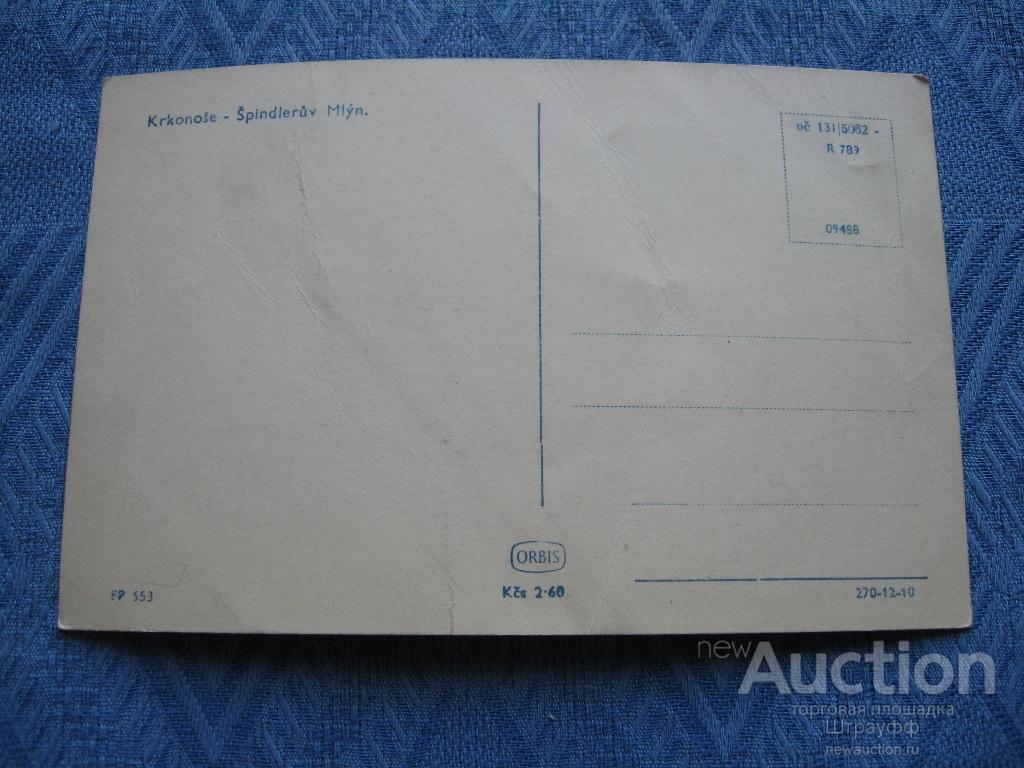 Krkonoše - Špindlerův Mlýn.
oč 131|5062 -
R 789
09488
ORBIS
Kčs 2·60
FP 553
270-12-10
newAuction
торговая площадка
Штрауфф
newauction.ru